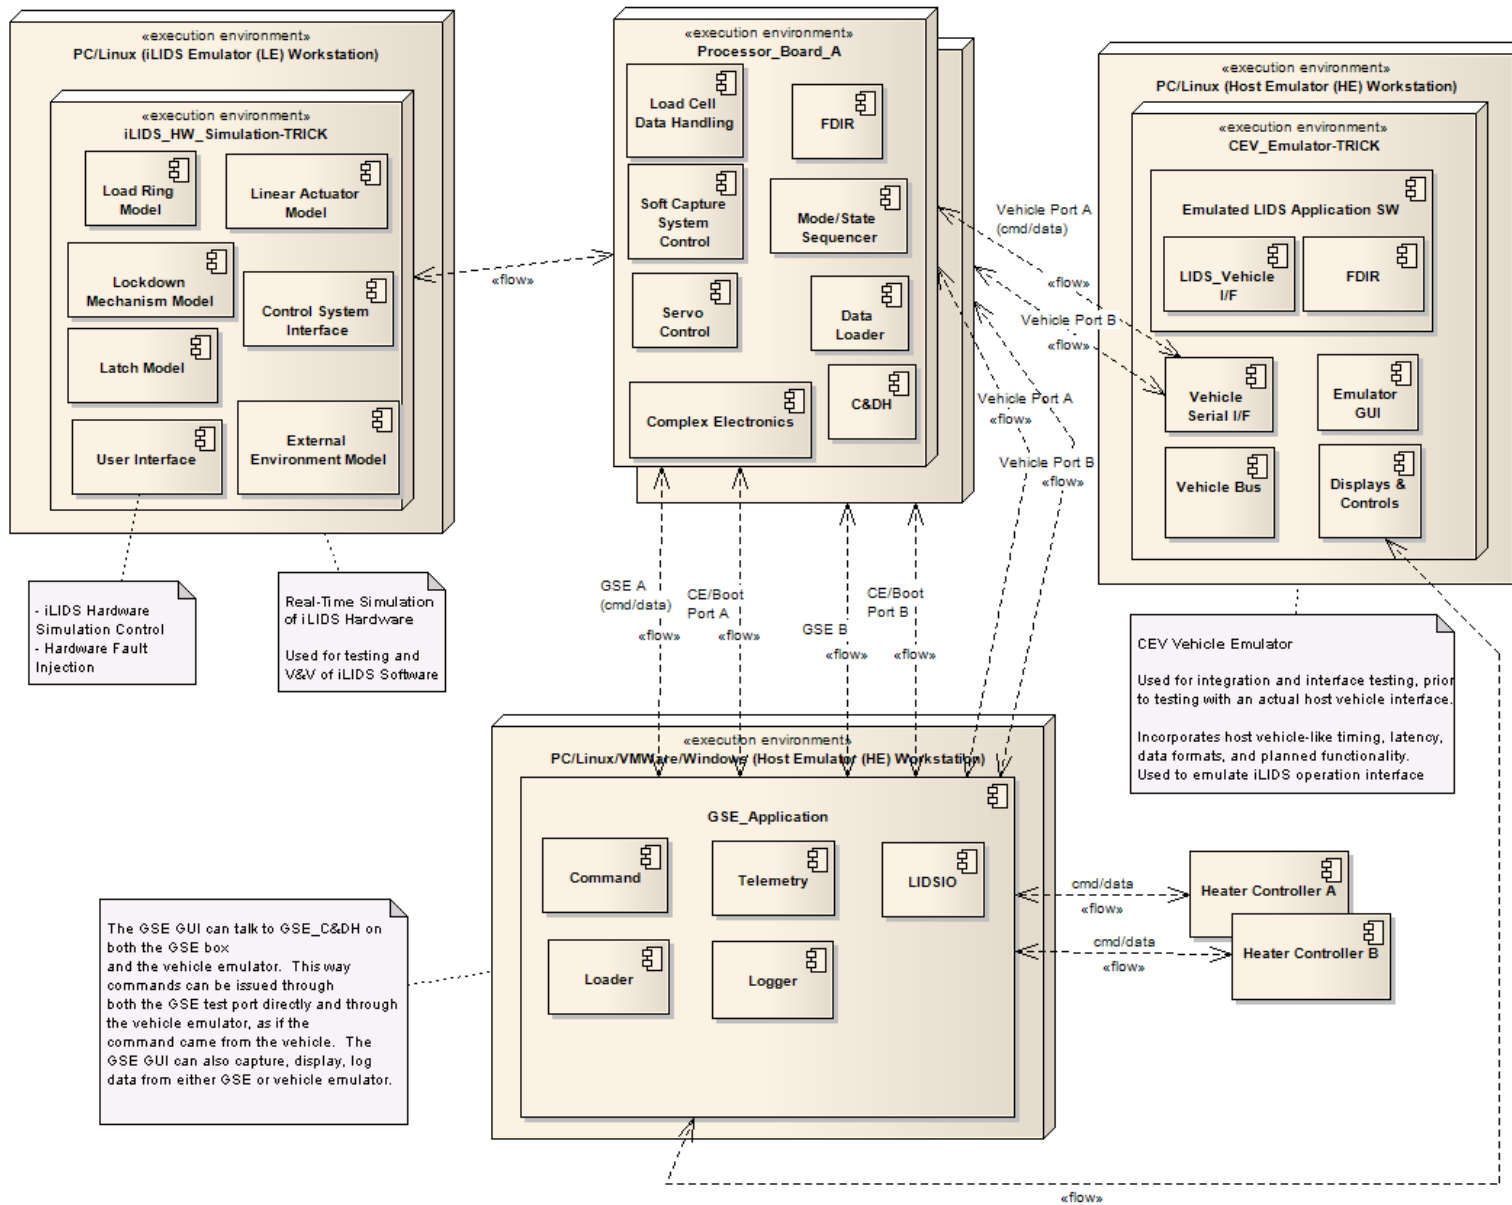 «execution environment»
PC/Linux (iLIDS Emulator (LE) Workstation)
«execution environment»
iLIDS_HW_Simulation-TRICK
Load Ring
Model
Linear Actuator
Model
Lockdown
Mechanism Model
Control System
Interface
Latch Model
User Interface
External
Environment Model
- iLIDS Hardware
Simulation Control
- Hardware Fault
Injection
Real-Time Simulation
of iLIDS Hardware
Used for testing and
V&V of iLIDS Software
«flow»
«execution environment»
Processor_Board_A
Load Cell
Data Handling
FDIR
Soft Capture
System
Control
Mode/State
Sequencer
Servo
Control
Data
Loader
Complex Electronics
C&DH
Vehicle Port A
(cmd/data)
«flow»
Vehicle Port B
«flow»
Vehicle Port A
«flow»
Vehicle Port B
«flow»
«execution environment»
PC/Linux (Host Emulator (HE) Workstation)
«execution environment»
CEV_Emulator-TRICK
Emulated LIDS Application SW
LIDS_Vehicle
I/F
FDIR
Vehicle
Serial I/F
Emulator
GUI
Vehicle Bus
Displays &
Controls
CEV Vehicle Emulator
Used for integration and interface testing, prior
to testing with an actual host vehicle interface.
Incorporates host vehicle-like timing, latency,
data formats, and planned functionality.
Used to emulate iLIDS operation interface
GSE A
(cmd/data)
«flow»
CE/Boot
Port A
«flow»
GSE B
«flow»
CE/Boot
Port B
«flow»
«execution environment»
PC/Linux/VMWare/Windows (Host Emulator (HE) Workstation)
GSE_Application
Command
Telemetry
LIDSIO
Loader
Logger
cmd/data
«flow»
cmd/data
«flow»
Heater Controller A
Heater Controller B
The GSE GUI can talk to GSE_C&DH on
both the GSE box
and the vehicle emulator. This way
commands can be issued through
both the GSE test port directly and through
the vehicle emulator, as if the
command came from the vehicle. The
GSE GUI can also capture, display, log
data from either GSE or vehicle emulator.
«flow»